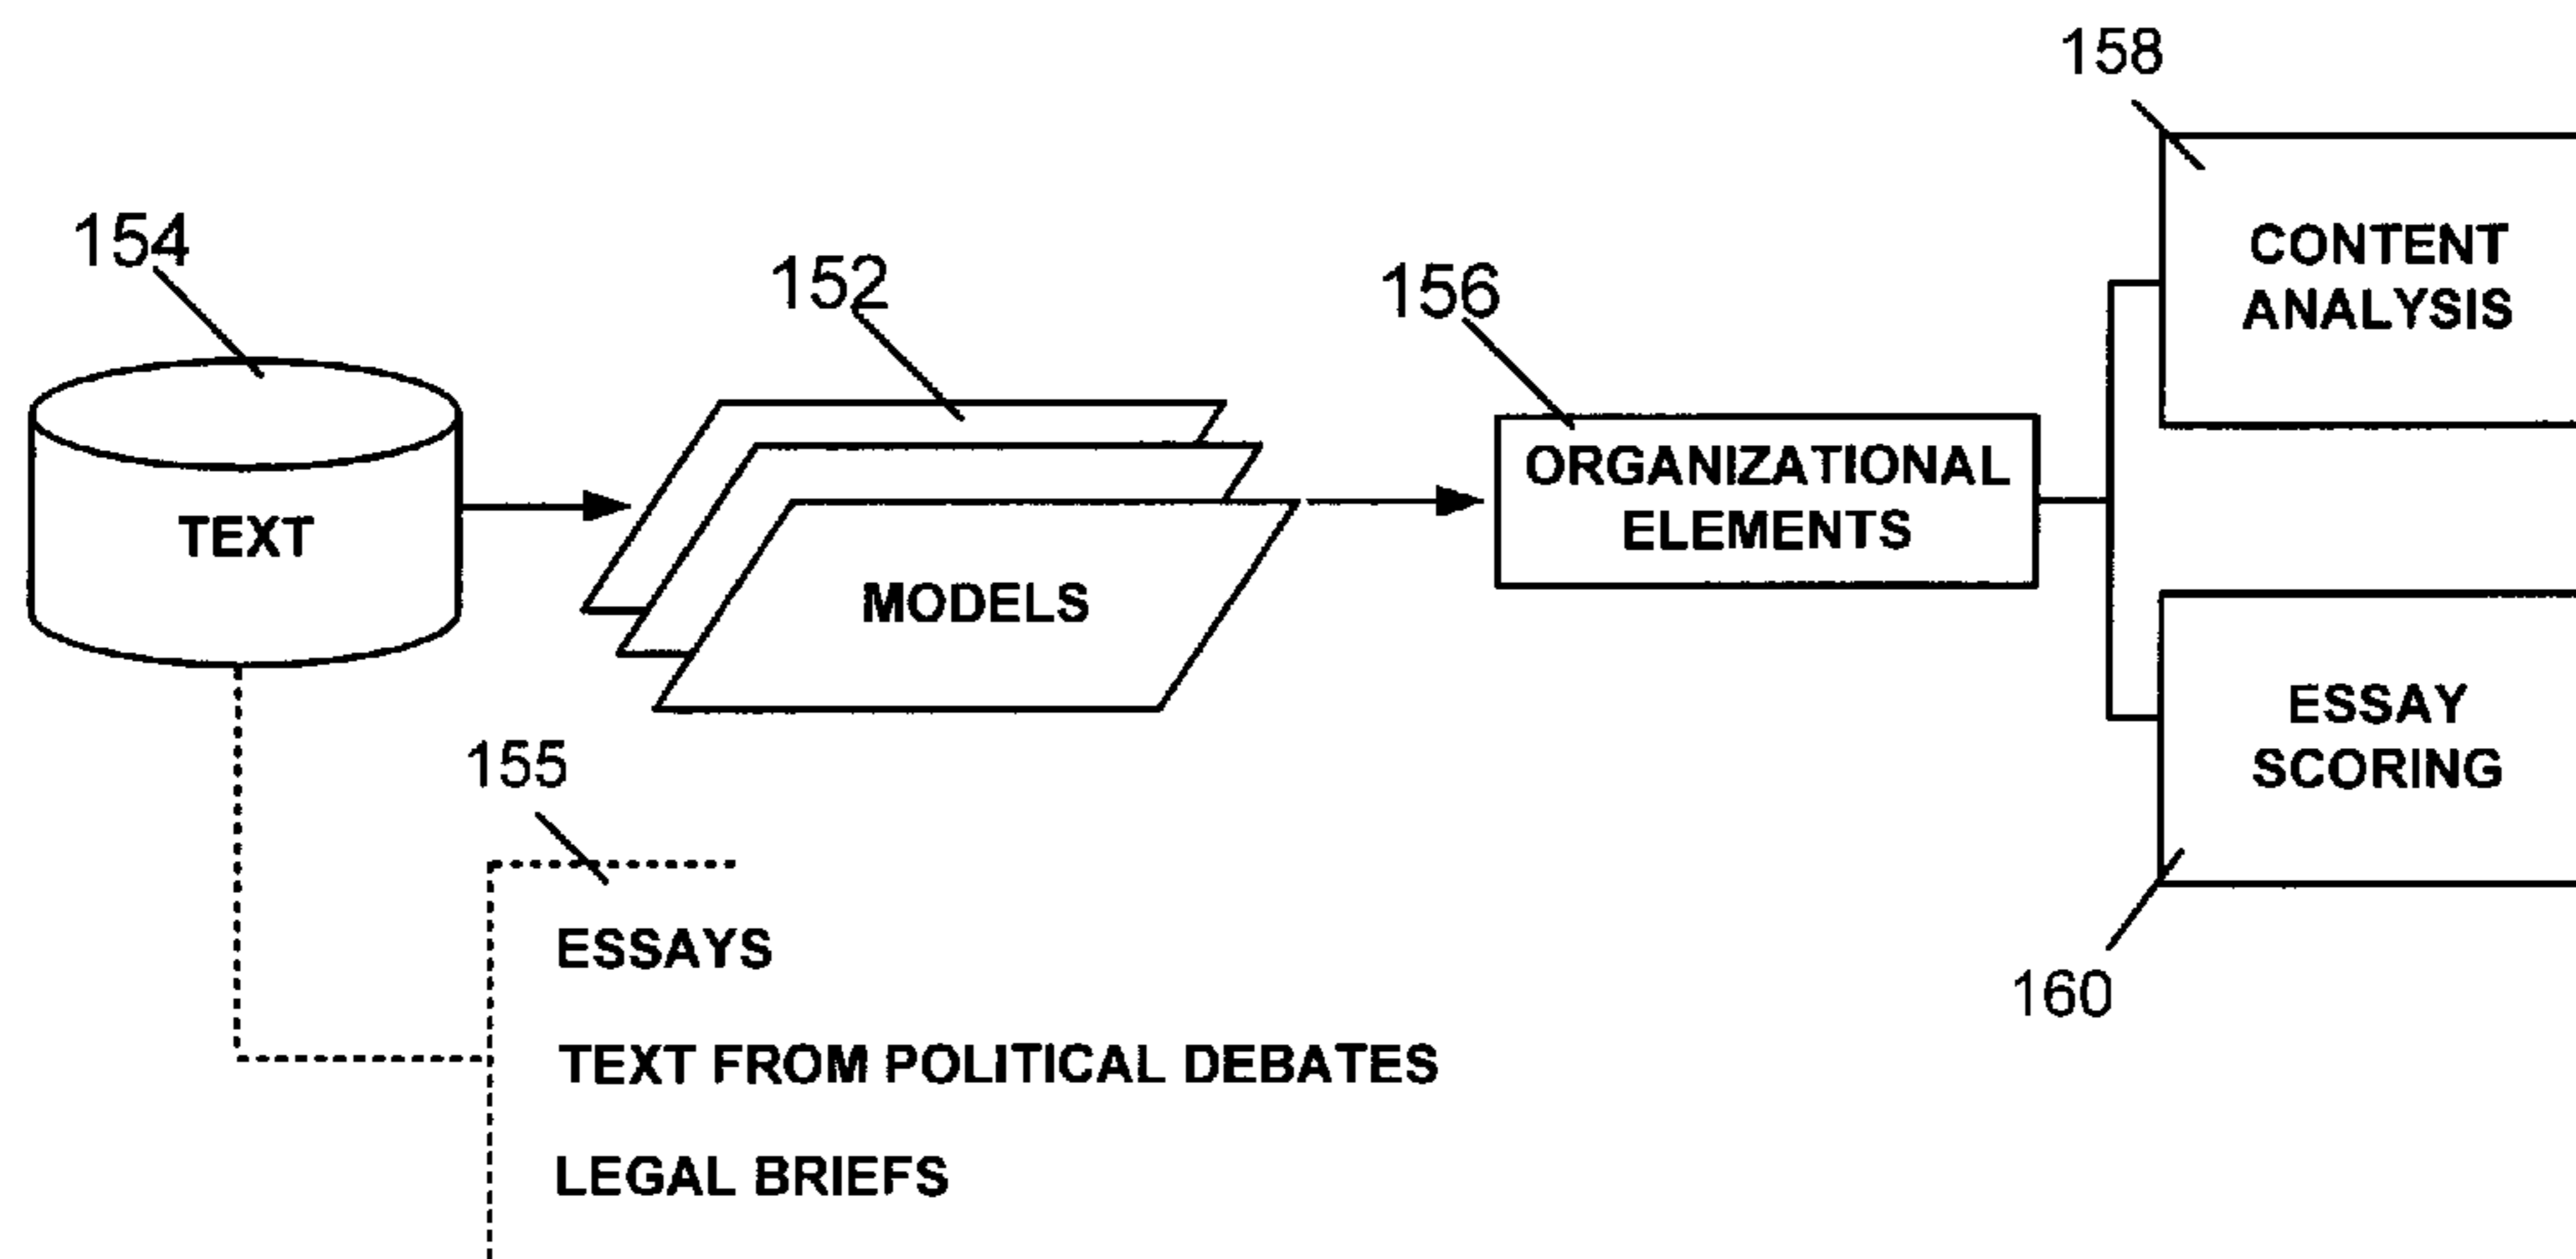 158
CONTENT
ANALYSIS
154
152
156
TEXT
MODELS
ORGANIZATIONAL
ELEMENTS
ESSAY
SCORING
160
155
ESSAYS
TEXT FROM POLITICAL DEBATES
LEGAL BRIEFS